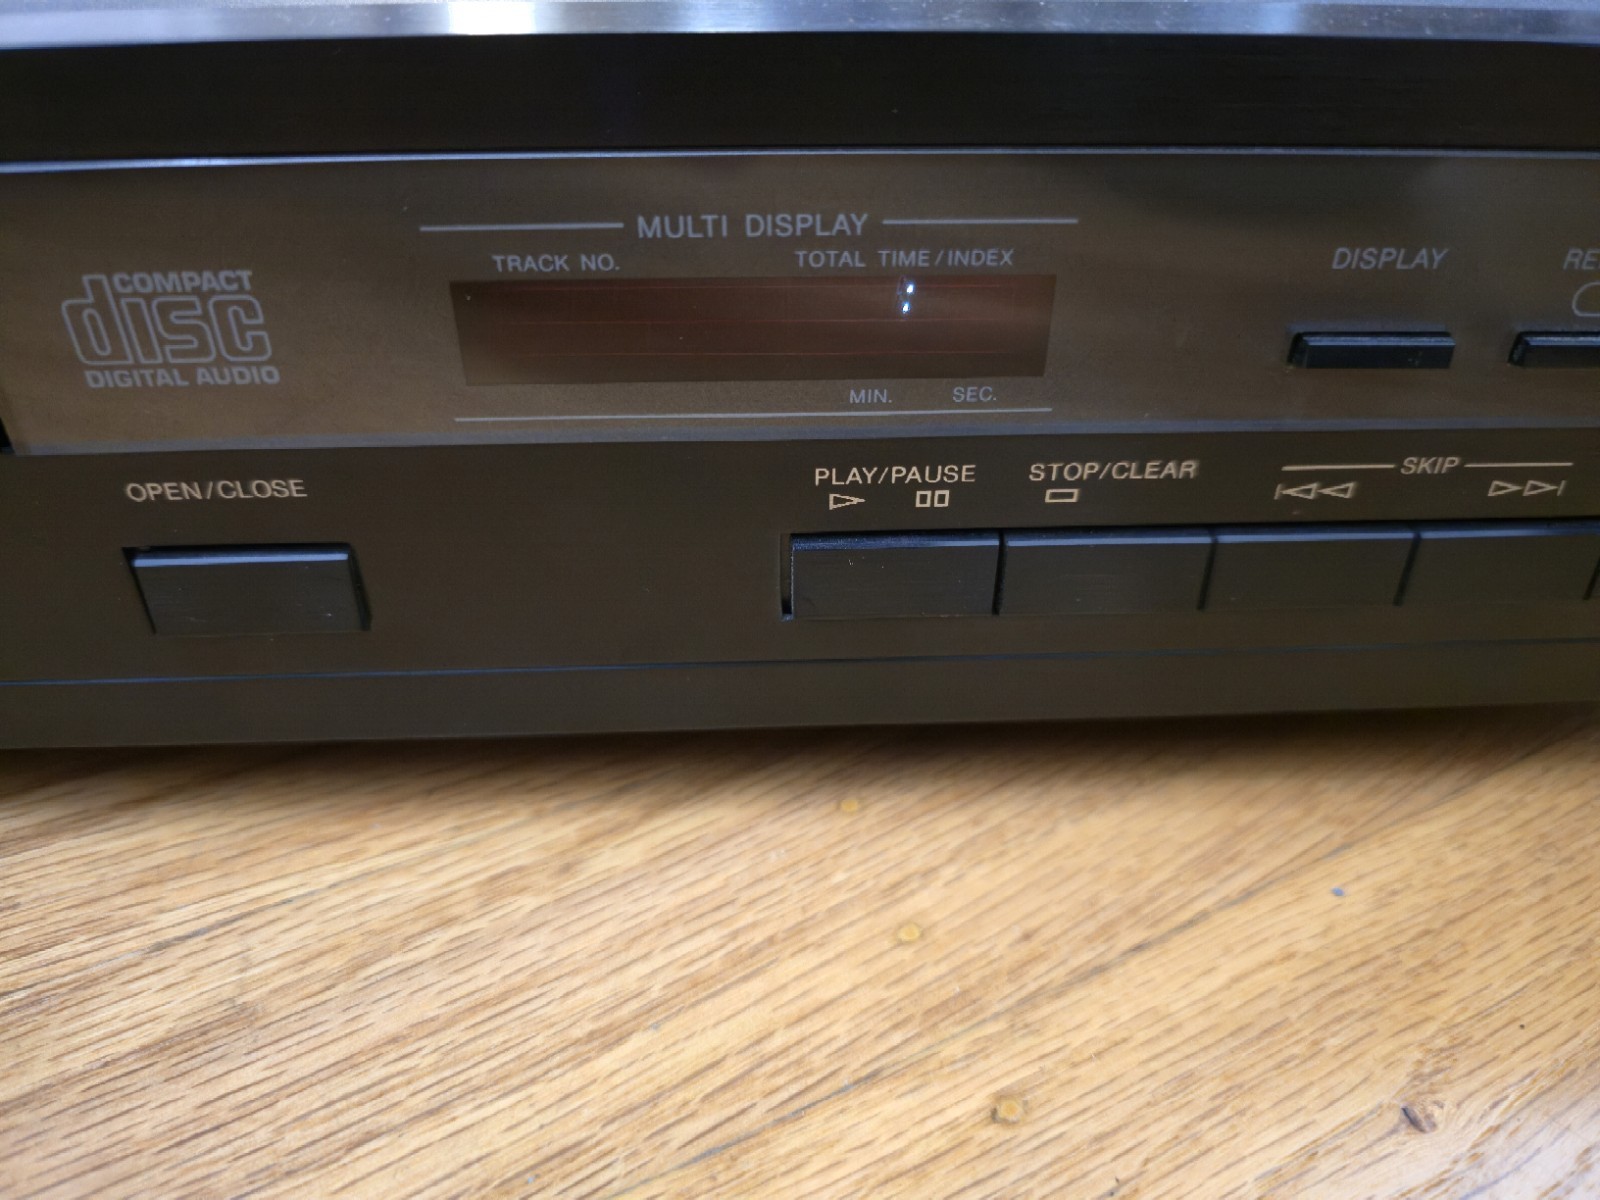 MULTI DISPLAY
TRACK NO. TOTAL TIME/INDEX
DISPLAY
COMPACT
disc
DIGITAL AUDIO
MIN. SEC.
OPEN/CLOSE
PLAY/PAUSE
STOP/CLEAR
SKIP